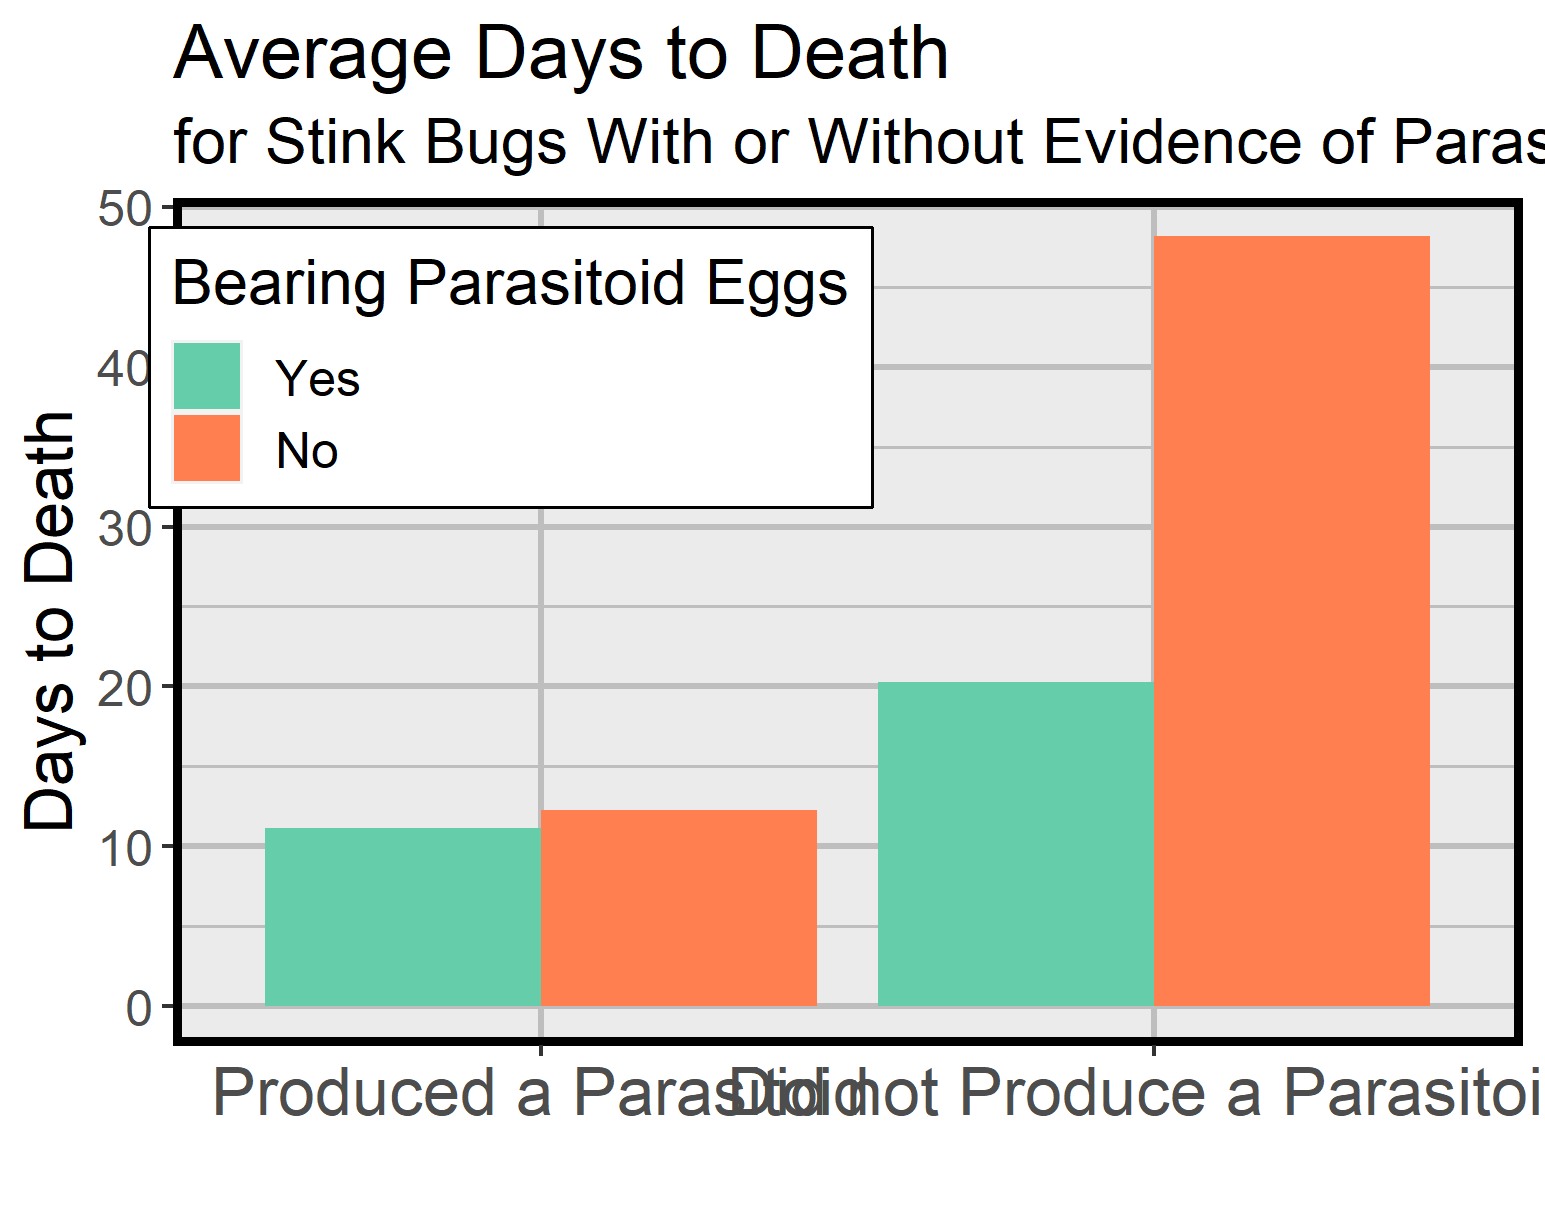 Average Days to Death
for Stink Bugs With or Without Evidence of Paras
50
Bearing Parasitoid Eggs
Yes
40
No
30
20
10
0
Days to Death
Produced a Parasitoid
Did not Produce a Parasitoi